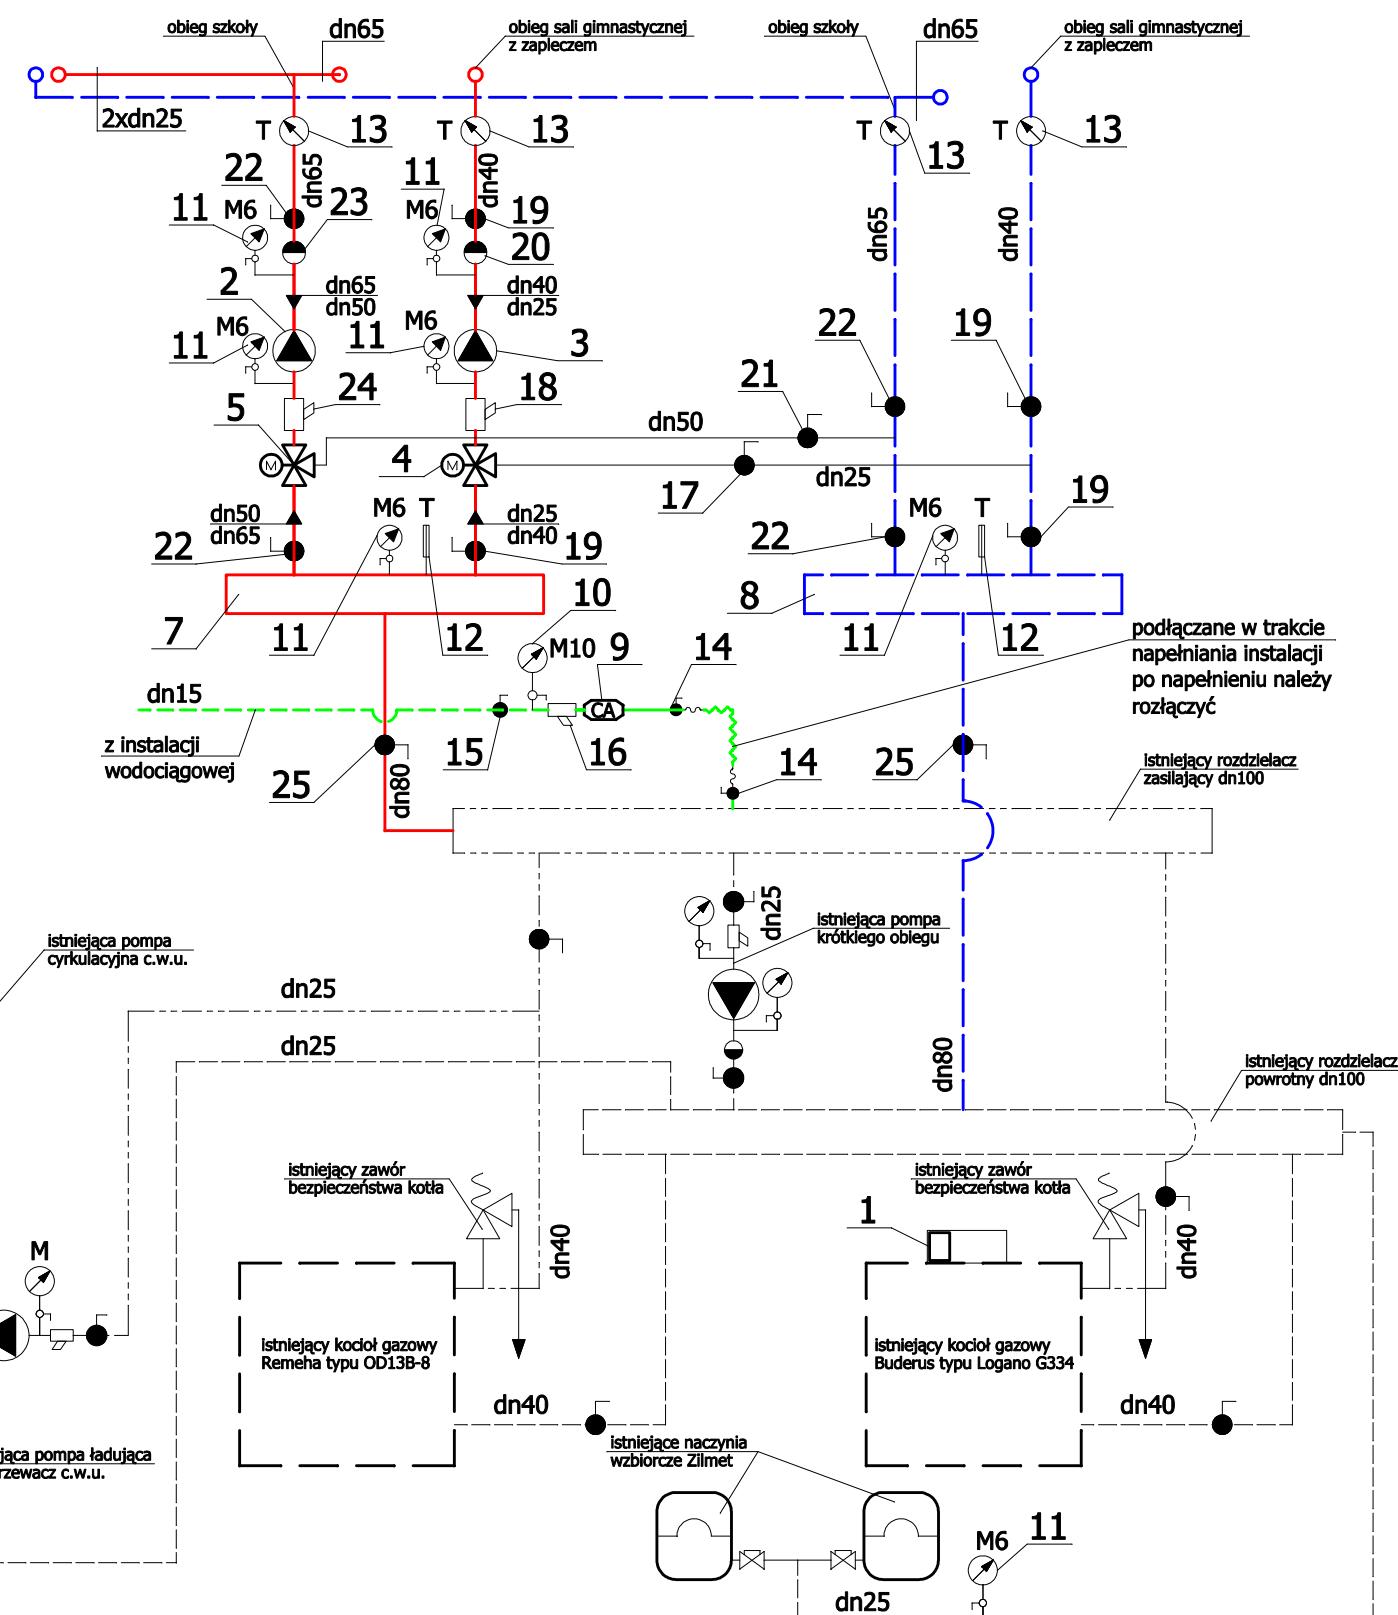 obieg szkoły
dn65
obieg sali gimnastycznej
z zapleczem
obieg szkoły
dn65
obieg sali gimnastycznej
z zapleczem
2xdn25
T
13
T
13
T
13
T
13
22
dn65
11
dn40
11
M6
23
M6
19
20
dn65
dn40
2
dn65
dn50
dn40
dn25
M6
11
M6
11
3
22
19
5
24
18
21
dn50
M
M
4
17
dn25
dn50
dn65
M6
T
dn25
dn40
M6
T
19
22
19
22
7
11
12
10
8
11
12
M10
9
14
podłączane w trakcie
napełniania instalacji
po napełnieniu należy
rozłączyć
dn15
CA
z instalacji
wodociągowej
15
16
25
dn80
14
25
istniejący rozdzielacz
zasilający dn100
dn25
istniejąca pompa
krótkiego obiegu
istniejąca pompa
cyrkulacyjna c.w.u.
dn25
dn25
dn80
istniejący rozdzielacz
powrotny dn100
istniejący zawór
bezpieczeństwa kotła
istniejący zawór
bezpieczeństwa kotła
1
dn40
dn40
M
istniejący kocioł gazowy
Remeha typu OD13B-8
istniejący kocioł gazowy
Buderus typu Logano G334
dn40
dn40
jąca pompa ładująca
rzewacz c.w.u.
istniejące naczynia
wzbiorcze Zilmet
M6
11
dn25